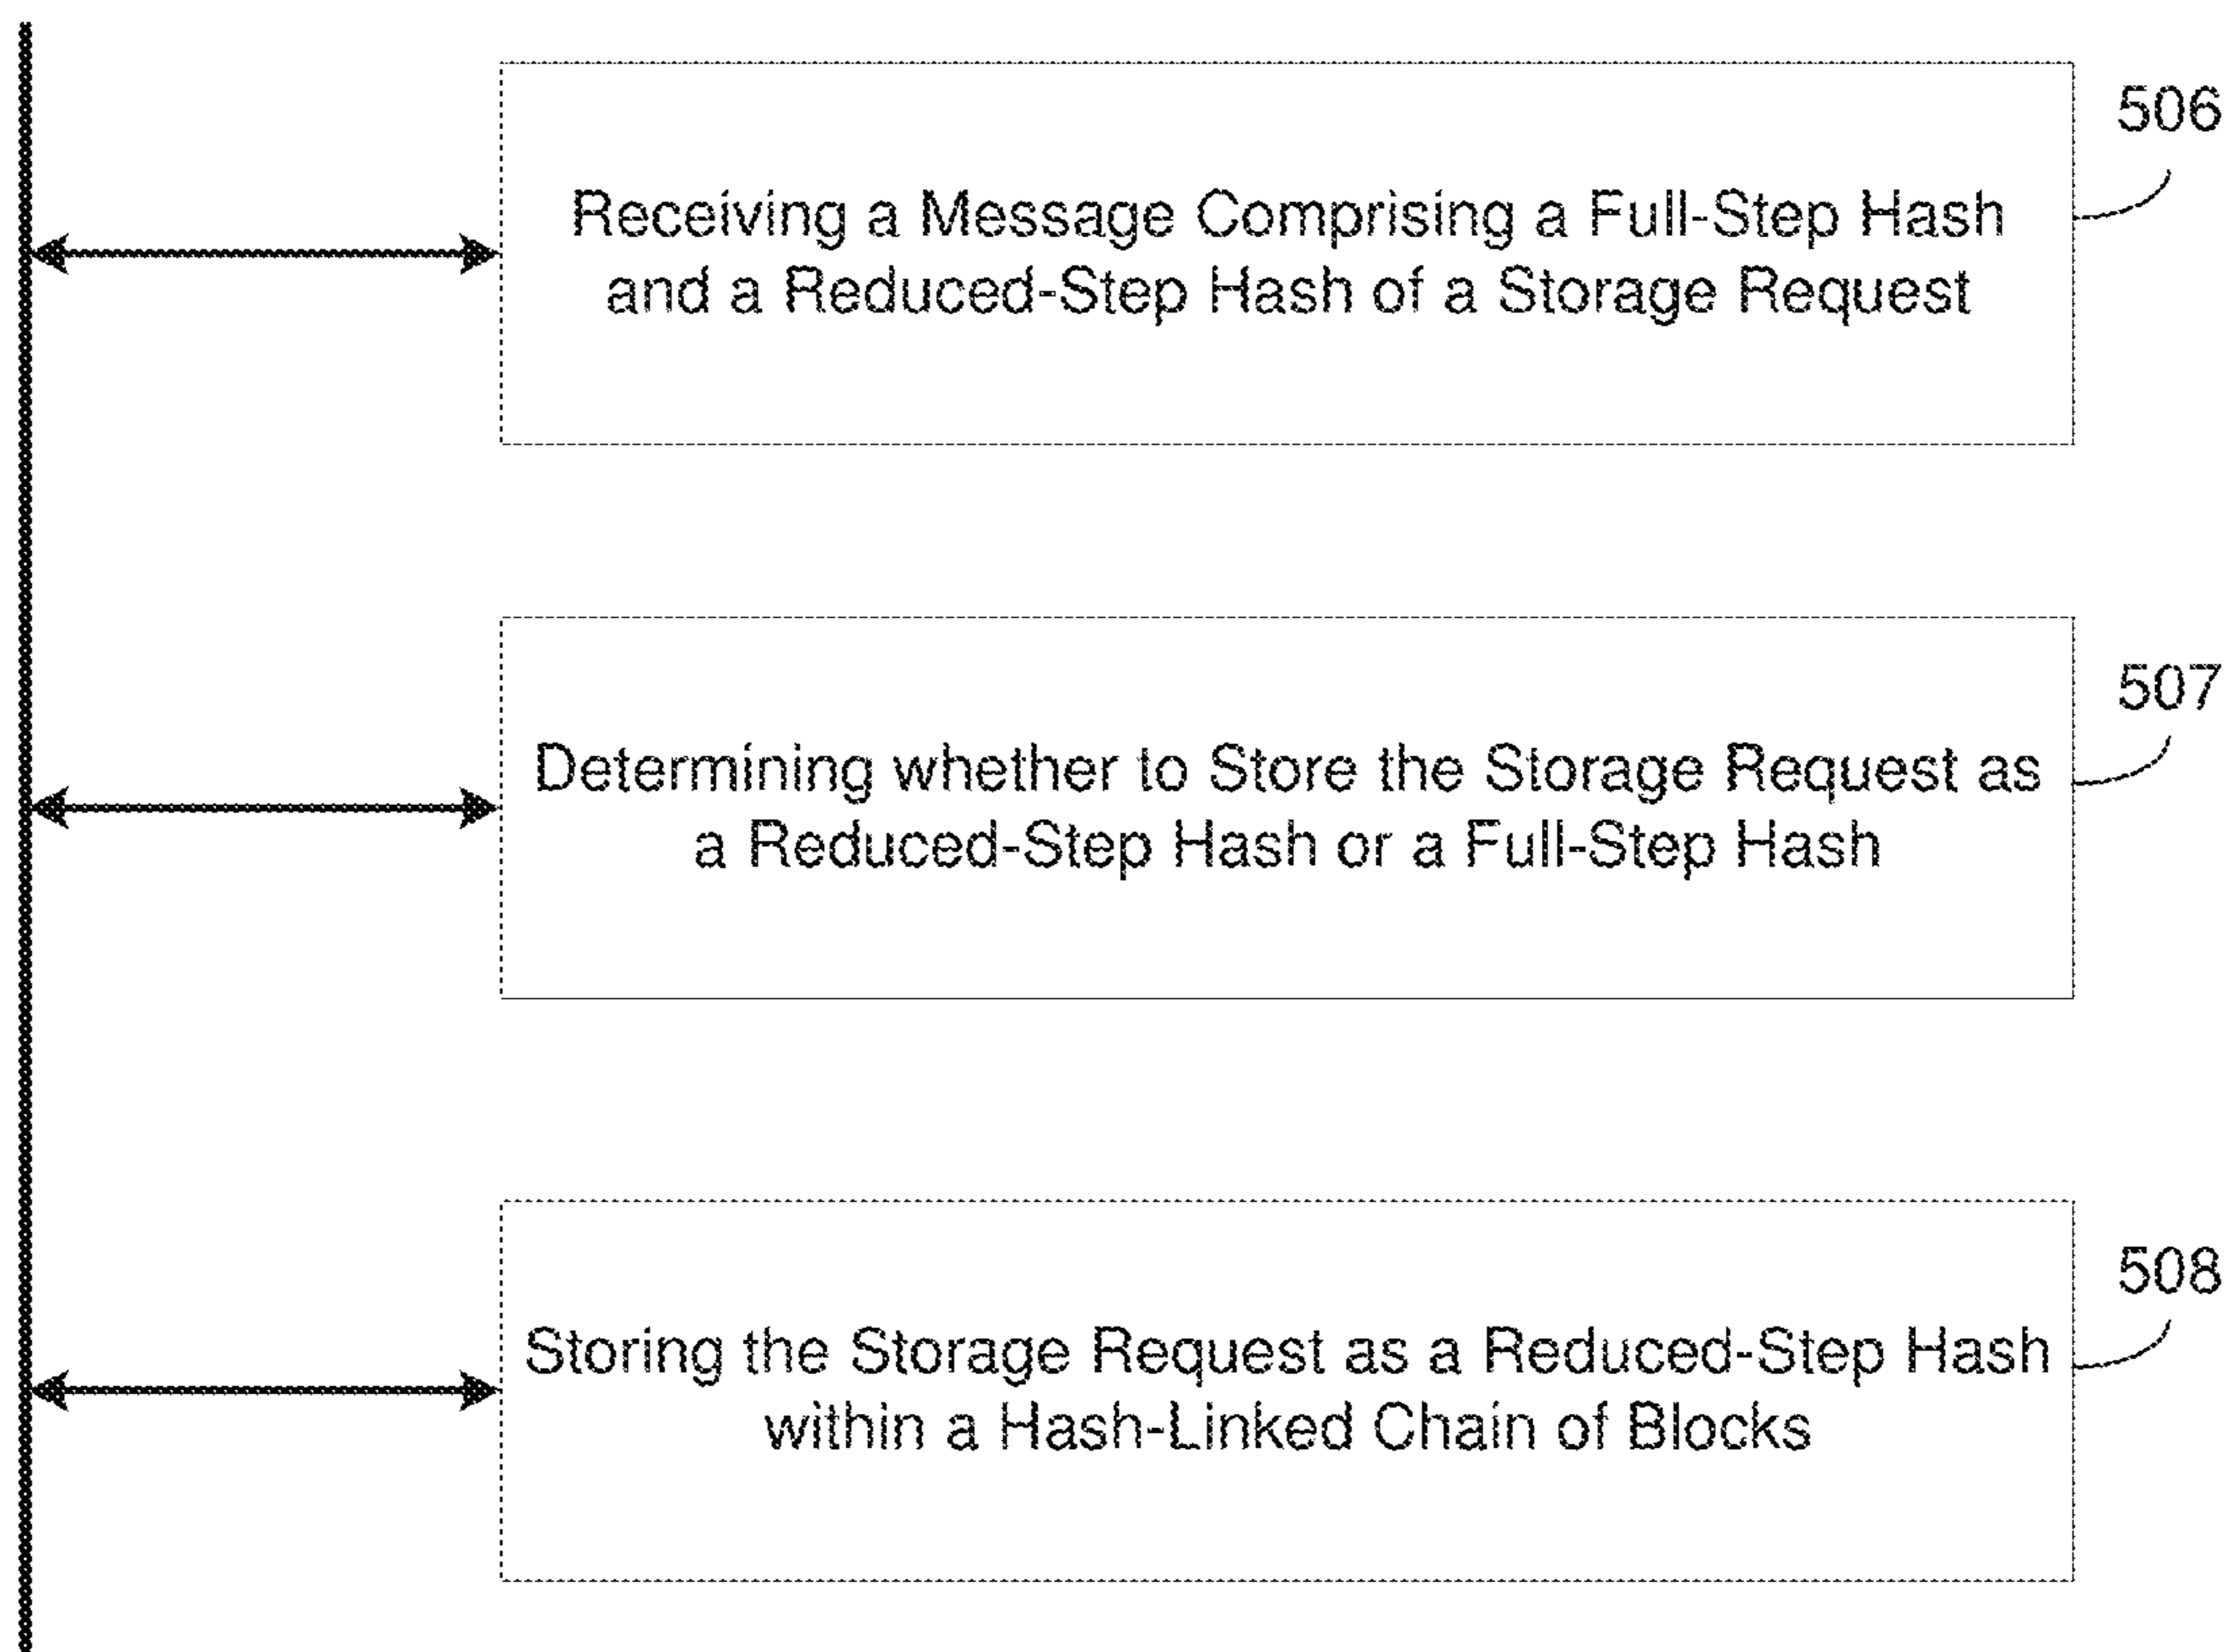 506
Receiving a Message Comprising a Full-Step Hash
and a Reduced-Step Hash of a Storage Request
507
Determining whether to Store the Storage Request as
a Reduced-Step Hash or a Full-Step Hash
508
Storing the Storage Request as a Reduced-Step Hash
within a Hash-Linked Chain of Blocks